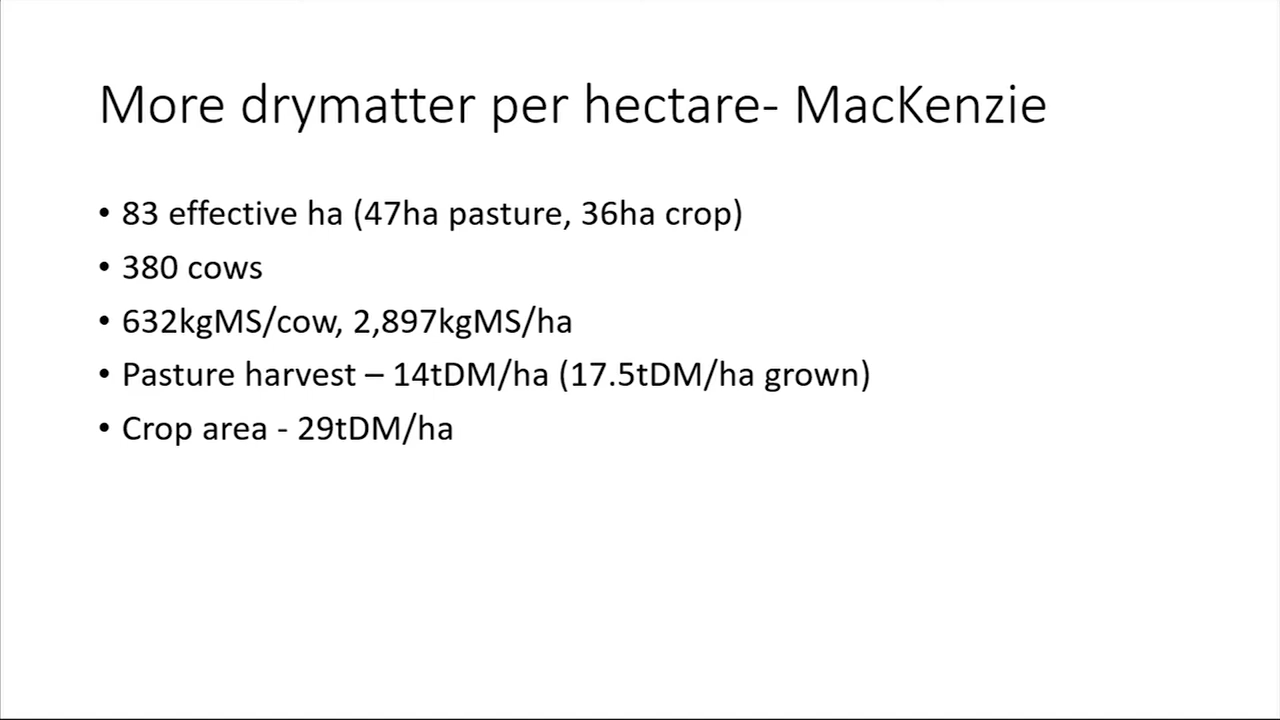 More drymatter per hectare- MacKenzie
• 83 effective ha (47ha pasture, 36ha crop)
• 380 cows
• 632kgMS/cow, 2,897kgMS/ha
• Pasture harvest – 14tDM/ha (17.5tDM/ha grown)
• Crop area - 29tDM/ha